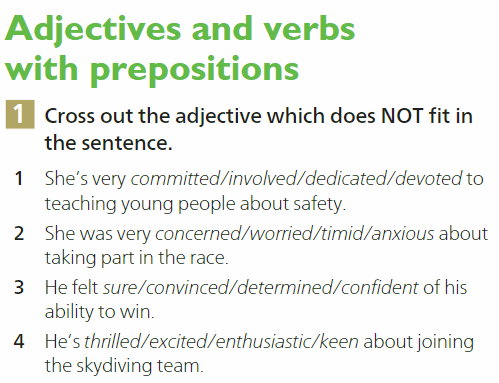 Adjectives and verbs
with prepositions
1 Cross out the adjective which does NOT fit in
the sentence.
1 She's very committed/involved/dedicated/devoted to
teaching young people about safety.
2 She was very concerned/worried/timid/anxious about
taking part in the race.
3 He felt sure/convinced/determined/confident of his
ability to win.
4 He's thrilled/excited/enthusiastic/keen about joining
the skydiving team.